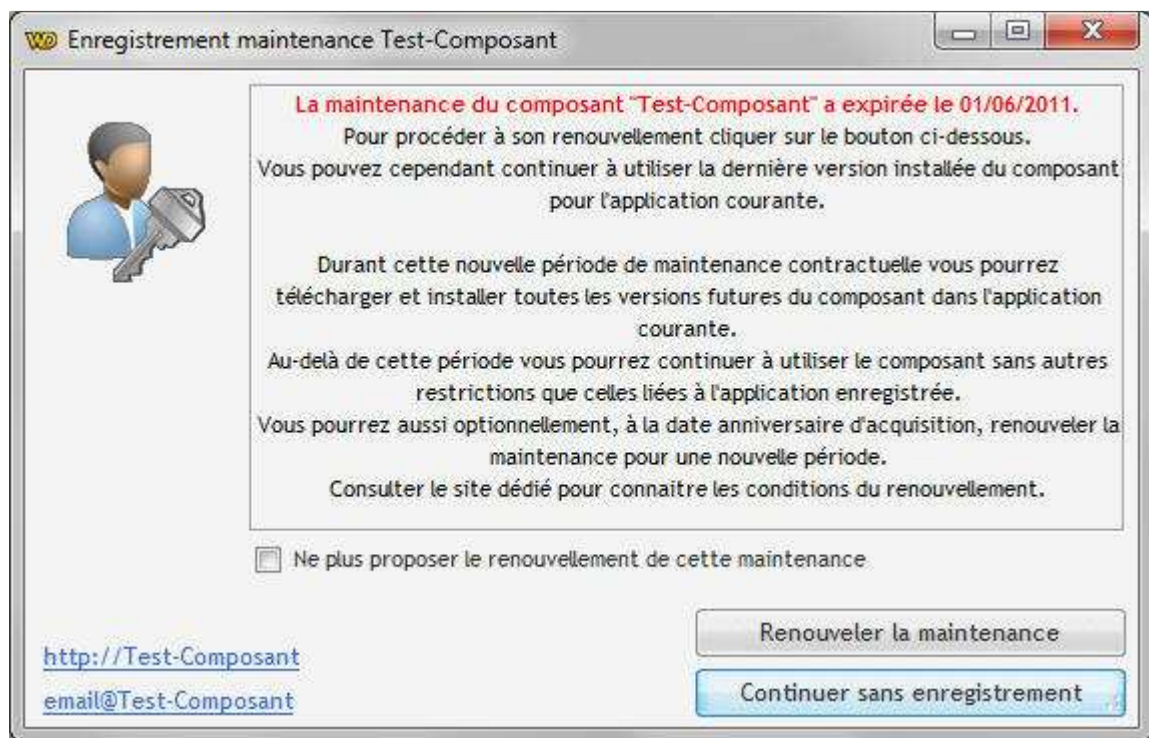 Enregistrement maintenance Test-Composant
La maintenance du composant "Test-Composant" a expirée le 01/06/2011.
Pour procéder à son renouvellement cliquer sur le bouton ci-dessous.
Vous pouvez cependant continuer à utiliser la dernière version installée du composant
pour l'application courante.
Durant cette nouvelle période de maintenance contractuelle vous pourrez
télécharger et installer toutes les versions futures du composant dans l'application
courante.
Au-delà de cette période vous pourrez continuer à utiliser le composant sans autres
restrictions que celles liées à l'application enregistrée.
Vous pourrez aussi optionnellement, à la date anniversaire d'acquisition, renouveler la
maintenance pour une nouvelle période.
Consulter le site dédié pour connaitre les conditions du renouvellement.
Ne plus proposer le renouvellement de cette maintenance
Renouveler la maintenance
http://Test-Composant
Continuer sans enregistrement
email@Test-Composant